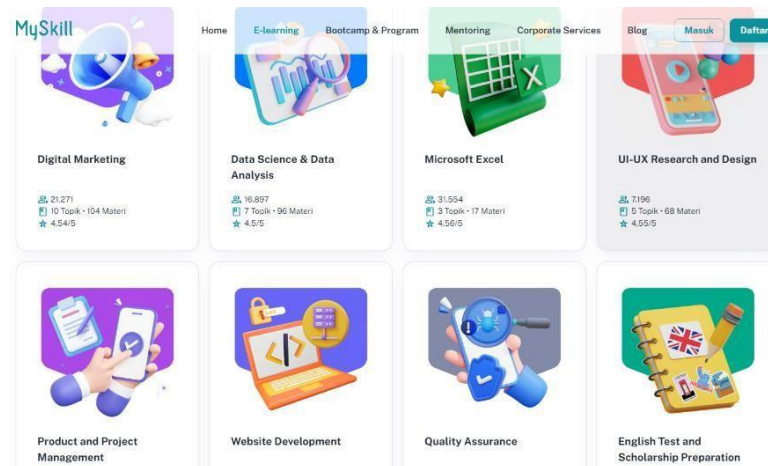 MySkill
Home E-learning Bootcamp & Program Mentoring Corporate Services Blog Masuk Daftar
Digital Marketing
21.271
10 Topik • 104 Materi
4,54/5
Data Science & Data
Analysis
16.897
7 Topik • 96 Materi
4.5/5
Microsoft Excel
31.554
3 Topik • 17 Materi
4,56/5
UI-UX Research and Design
7.196
5 Topik • 68 Materi
4,55/5
Product and Project
Management
Website Development
Quality Assurance
English Test and
Scholarship Preparation